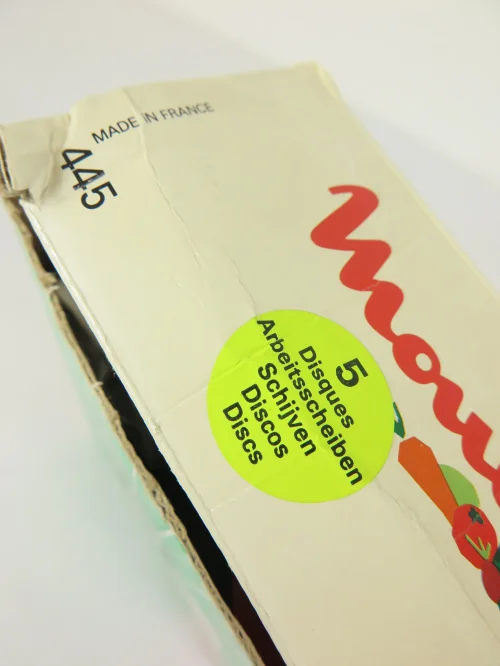 MADE IN FRANCE
445
5
Disques
Arbeitsscheiben
Schijven
Discos
Discs